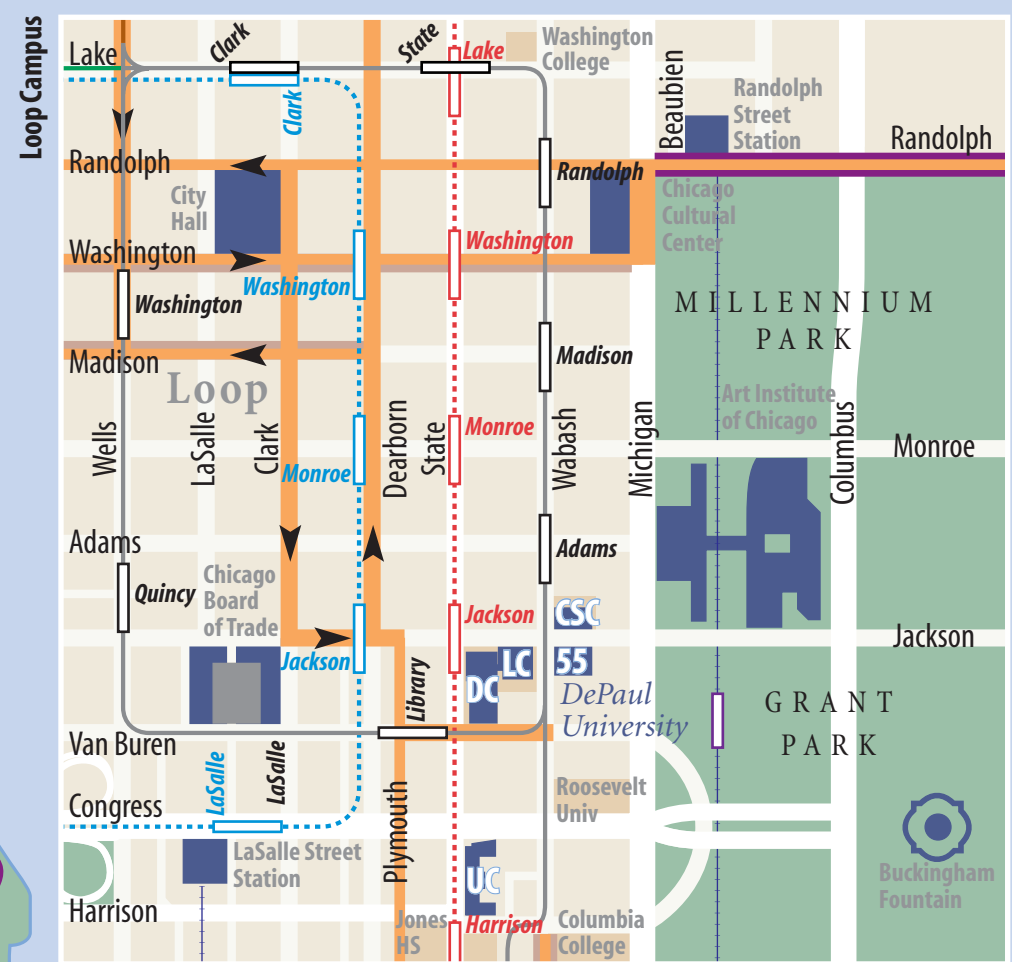 Loop Campus
Lake
Clark
State
Lake
Washington
College
Clark
Beaubien
Randolph
Street
Station
Randolph
Randolph
Randolph
City
Hall
Chicago
Cultural
Center
Washington
Washington
Washington
Washington
MILLENNIUM
PARK
Madison
Madison
Loop
Art Institute
of Chicago
Wells
LaSalle
Clark
Dearborn
State
Wabash
Michigan
Columbus
Monroe
Monroe
Monroe
Adams
Adams
Quincy
Chicago
Board
of Trade
Jackson
CSC
Jackson
Jackson
LC
55
DC
DePaul
University
Library
GRANT
PARK
Van Buren
LaSalle
LaSalle
Congress
Plymouth
Roosevelt
Univ
LaSalle Street
Station
UC
Buckingham
Fountain
Harrison
Jones
HS
Harrison
Columbia
College